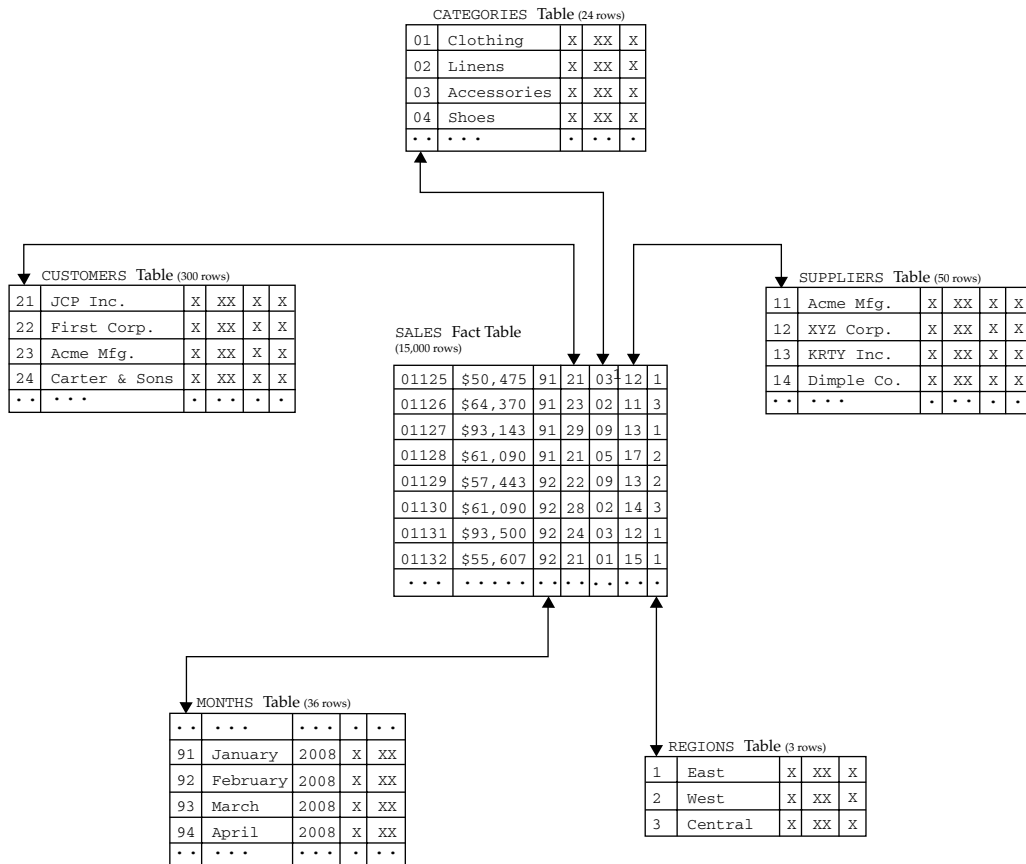 CATEGORIES Table (24 rows)
01 Clothing X XX X
02 Linens X XX X
03 Accessories X XX X
04 Shoes X XX X
.. ... . .. .
CUSTOMERS Table (300 rows)
21 JCP Inc. X XX X X
22 First Corp. X XX X X
23 Acme Mfg. X XX X X
24 Carter & Sons X XX X X
.. ... . .. . .
SALES Fact Table
(15,000 rows)
01125 $50,475 91 21 03 12 1
01126 $64,370 91 23 02 11 3
01127 $93,143 91 29 09 13 1
01128 $61,090 91 21 05 17 2
01129 $57,443 92 22 09 13 2
01130 $61,090 92 28 02 14 3
01131 $93,500 92 24 03 12 1
01132 $55,607 92 21 01 15 1
... ..... .. .. .. .. .
SUPPLIERS Table (50 rows)
11 Acme Mfg. X XX X X
12 XYZ Corp. X XX X X
13 KRTY Inc. X XX X X
14 Dimple Co. X XX X X
.. ... . .. . .
MONTHS Table (36 rows)
.. ... ... . ..
91 January 2008 X XX
92 February 2008 X XX
93 March 2008 X XX
94 April 2008 X XX
.. ... ... . ..
REGIONS Table (3 rows)
1 East X XX X
2 West X XX X
3 Central X XX X